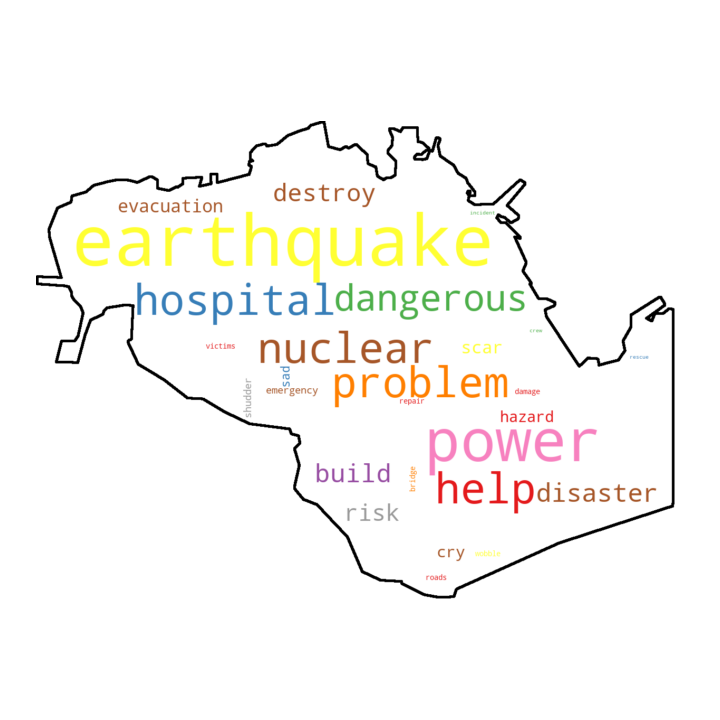 destroy
evacuation
incident
earthquake
hospital
dangerous
crew
victims
nuclear
scar
rescue
sad
problem
shudder
emergency
damage
repair
hazard
power
build
bridge
help
disaster
risk
cry
roads